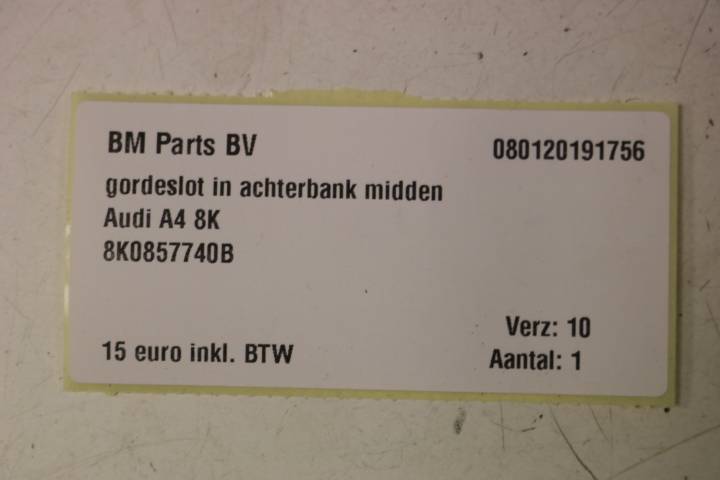 BM Parts BV 080120191756
gordeslot in achterbank midden
Audi A4 8K
8K0857740B
Verz: 10
15 euro inkl. BTW Aantal: 1